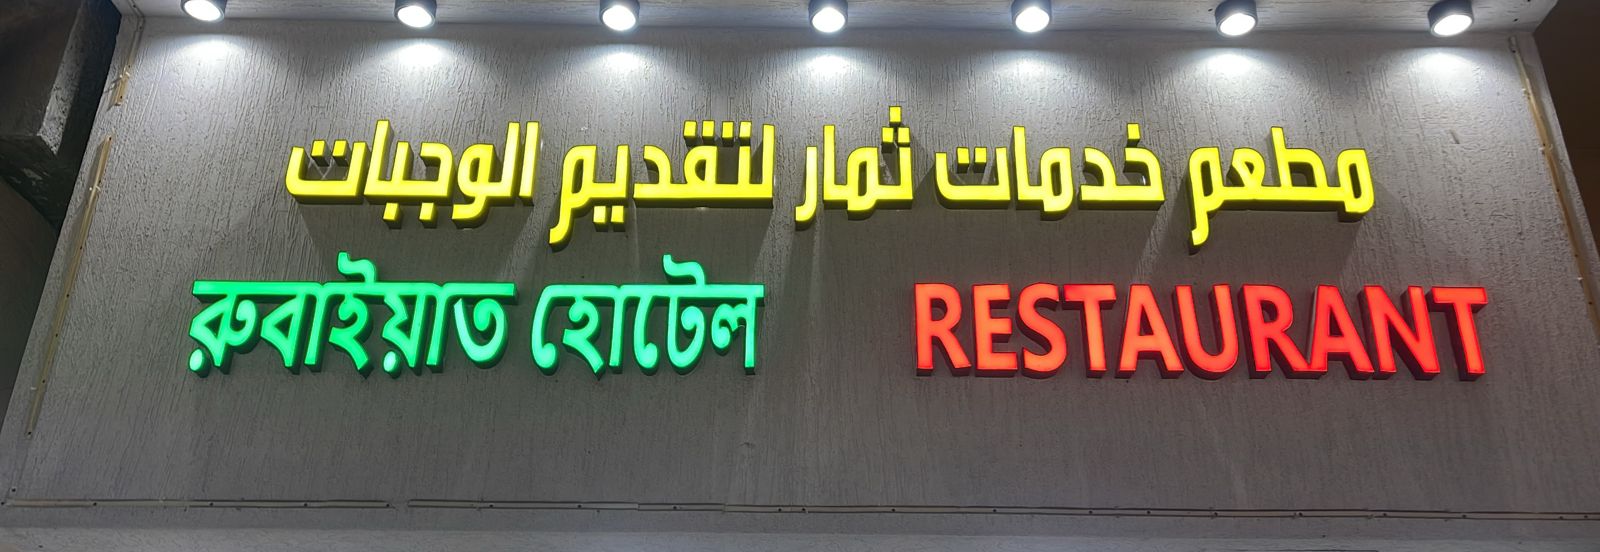 مطعم خدمات ثمار لتقديم الوجبات
রুবাইয়াত হোটেল RESTAURANT